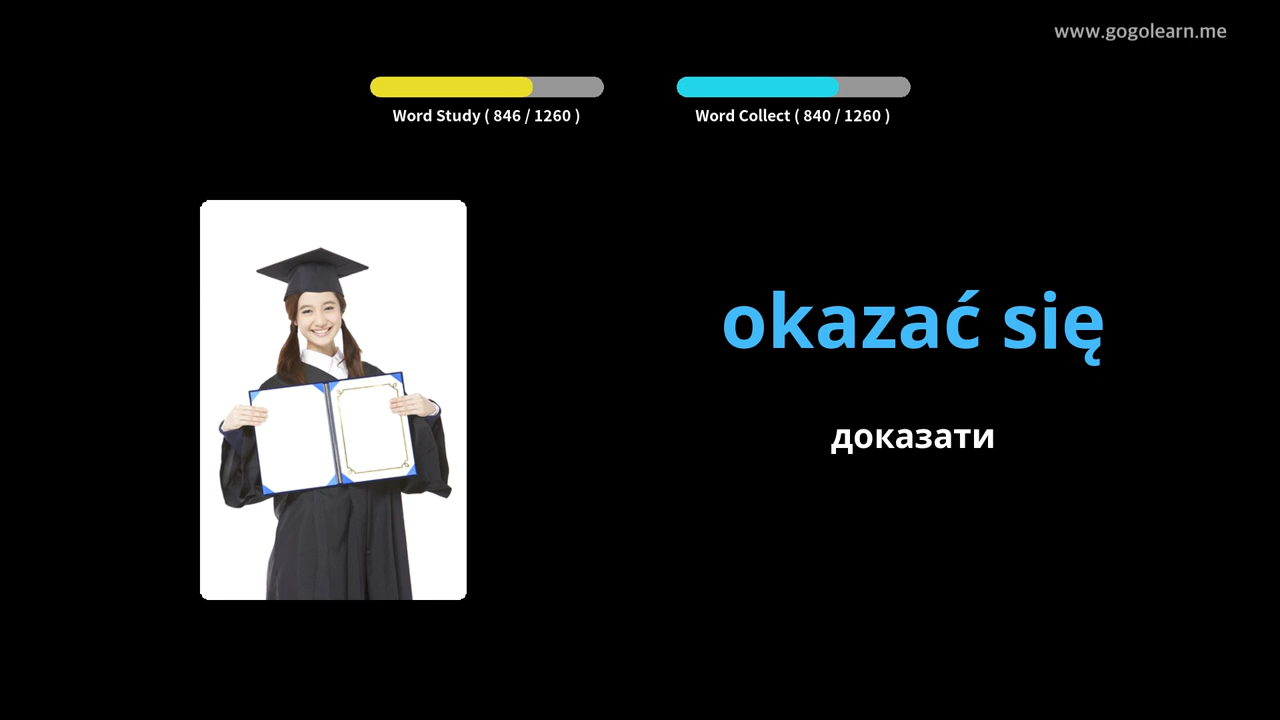 www.gogolearn.me
Word Study ( 846 / 1260 )
Word Collect ( 840 / 1260 )
okazać się
доказати